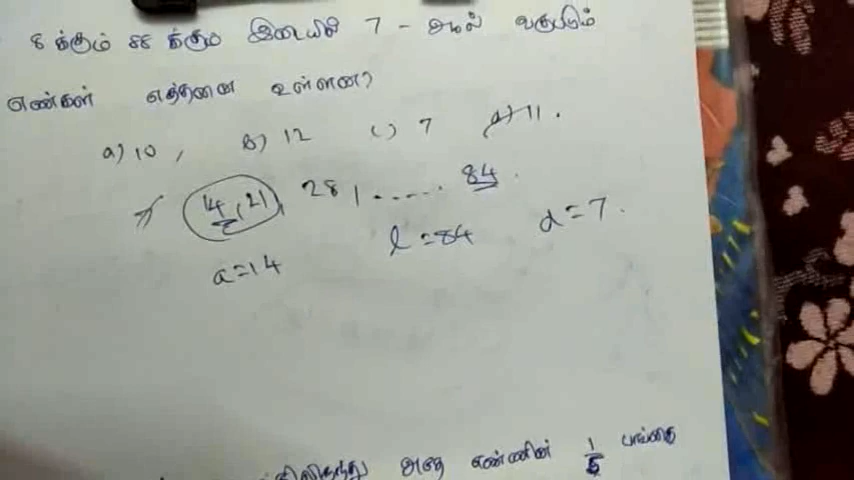 8 க்கும் 88 க்கும் இடையில் 7 - ஆல் வகுபடும்
எண்கள் எத்தனை உள்ளன?
a) 10 , b) 12 c) 7 d) 11 .
14, 21, 28, ...... 84 .
a=14 l=84 d=7.
அதே எண்ணின் 1/5 பங்கை